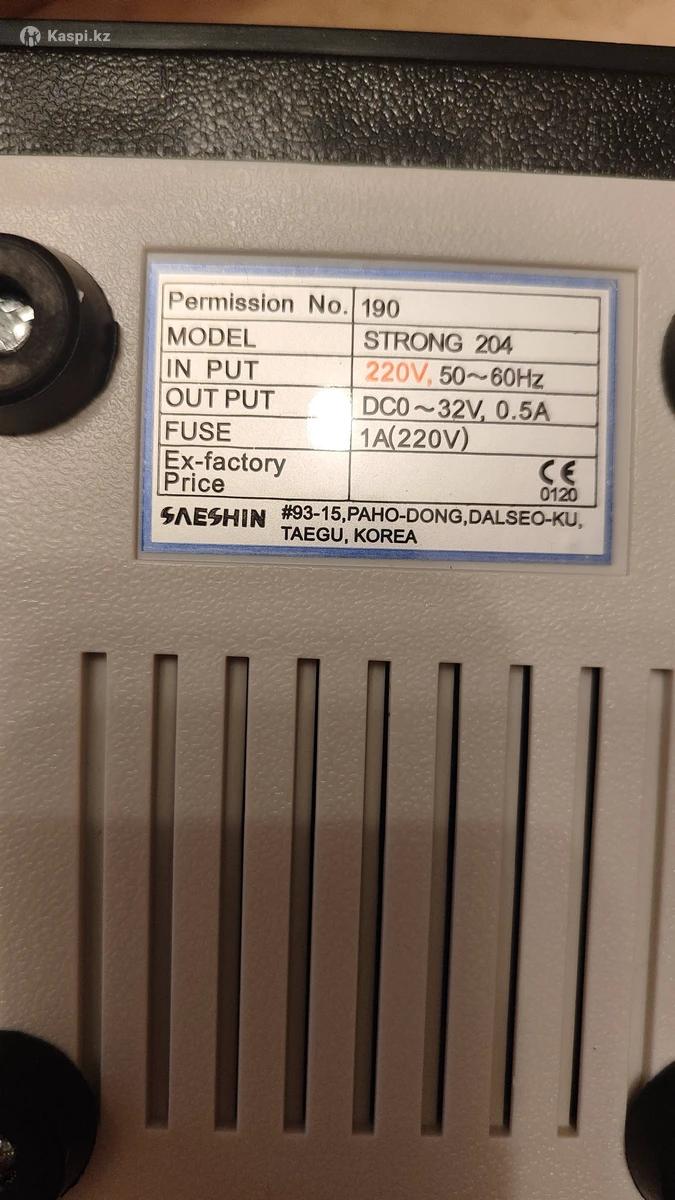 Kaspi.kz
Permission No. 190
MODEL STRONG 204
IN PUT 220V, 50~60Hz
OUT PUT DC0~32V, 0.5A
FUSE 1A(220V)
Ex-factory
Price CE
0120
SAESHIN #93-15,PAHO-DONG,DALSEO-KU,
TAEGU, KOREA